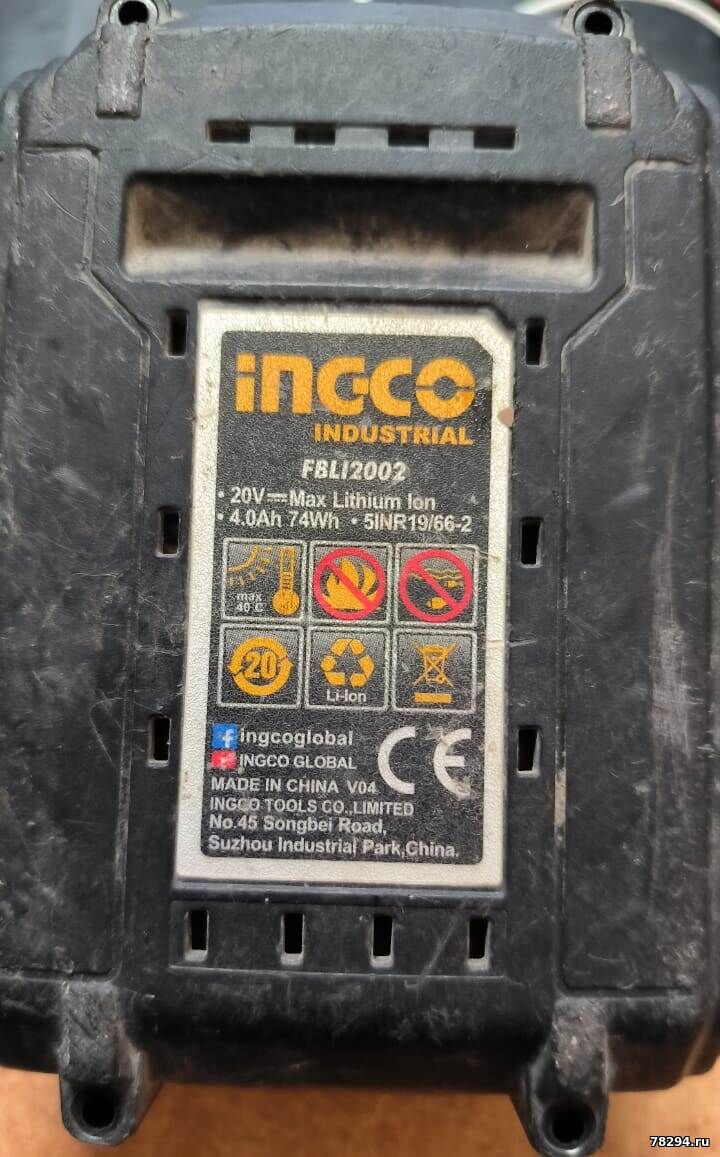 INGCO
INDUSTRIAL
FBLI2002
• 20V⎓Max Lithium Ion
• 4.0Ah 74Wh • 5INR19/66-2
max
40°C
20
Li-Ion
f ingcoglobal
INGCO GLOBAL
CE
MADE IN CHINA V04
INGCO TOOLS CO.,LIMITED
No.45 Songbei Road,
Suzhou Industrial Park,China.
78294.ru